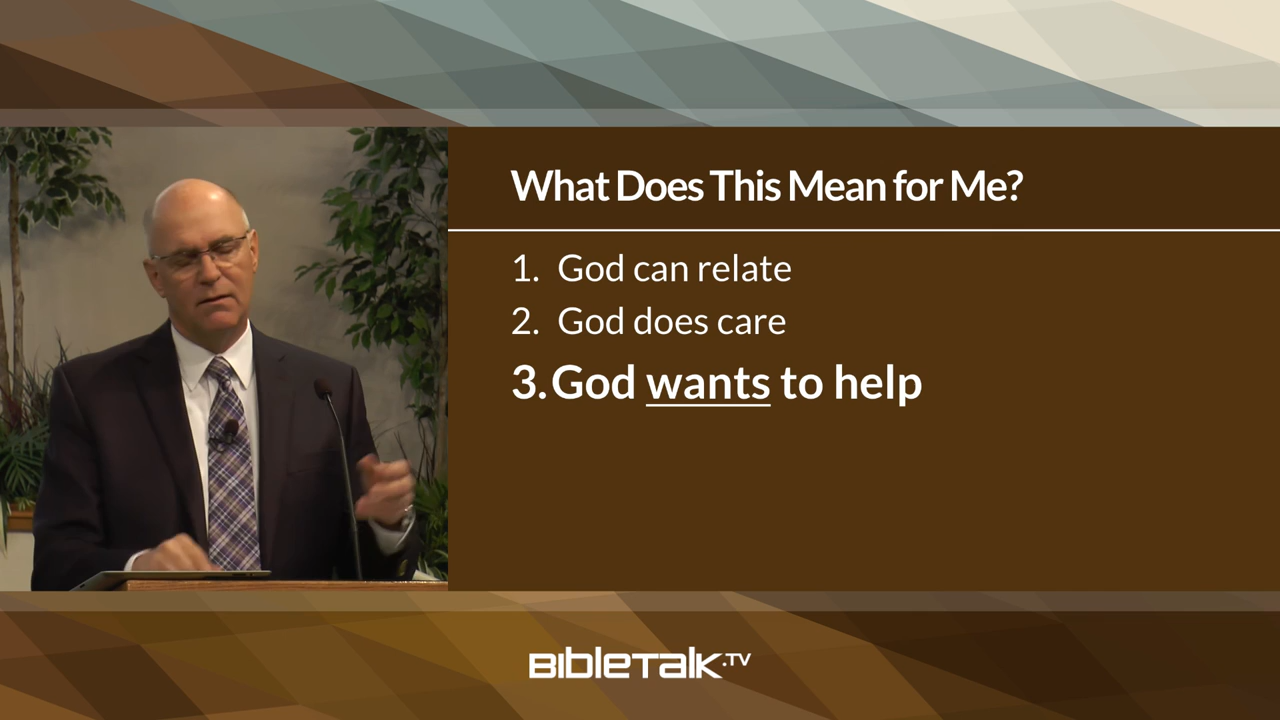 What Does This Mean for Me?
1. God can relate
2. God does care
3. God wants to help
BIBLETALK.TV